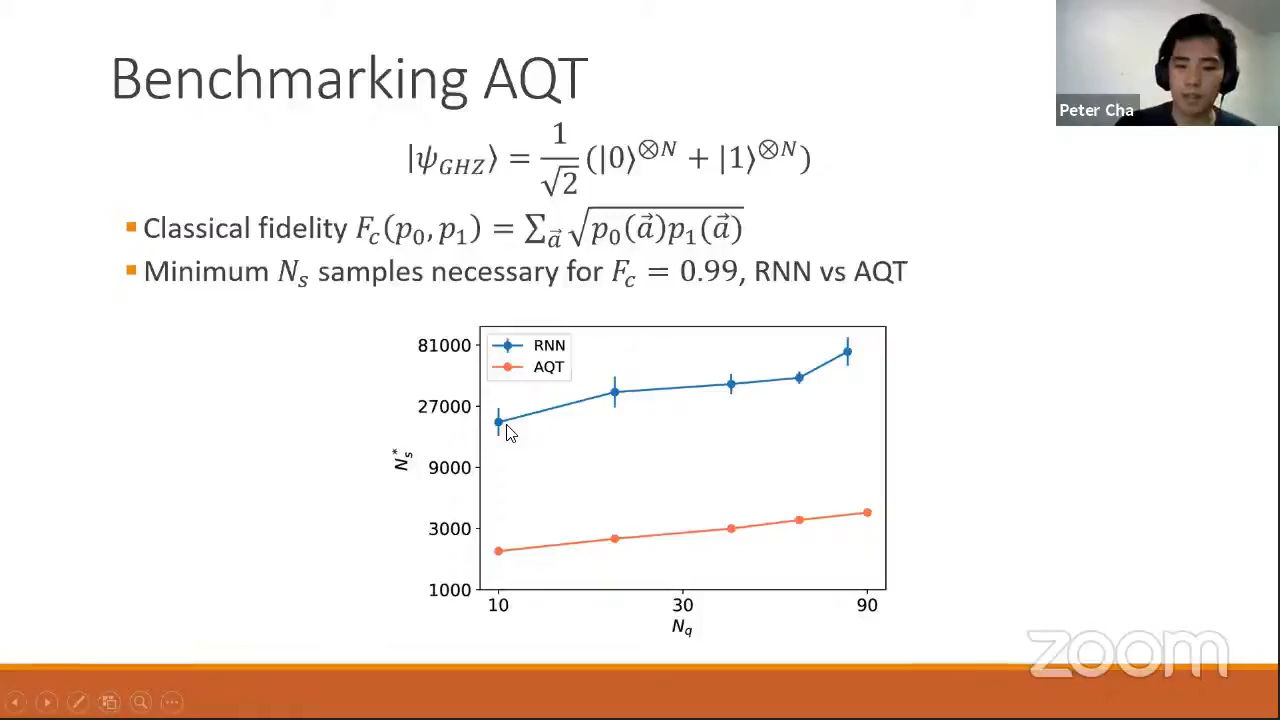 Benchmarking AQT
|ψ_GHZ⟩ = 1/√2 (|0⟩^⊗N + |1⟩^⊗N)
Classical fidelity F_c(p_0, p_1) = ∑_a⃗ √p_0(a⃗)p_1(a⃗)
Minimum N_s samples necessary for F_c = 0.99, RNN vs AQT
Peter Cha
RNN
AQT
81000
27000
9000
3000
1000
N_s^*
10 30 90
N_q
zoom